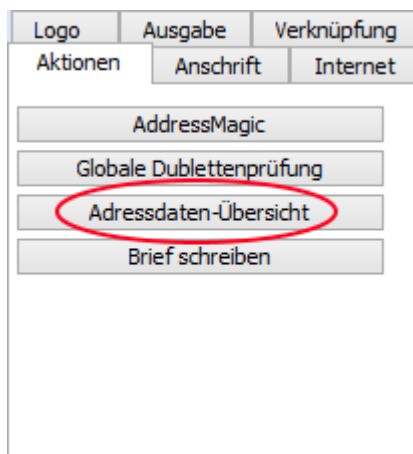 Logo Ausgabe Verknüpfung
Aktionen Anschrift Internet
AddressMagic
Globale Dublettenprüfung
Adressdaten-Übersicht
Brief schreiben